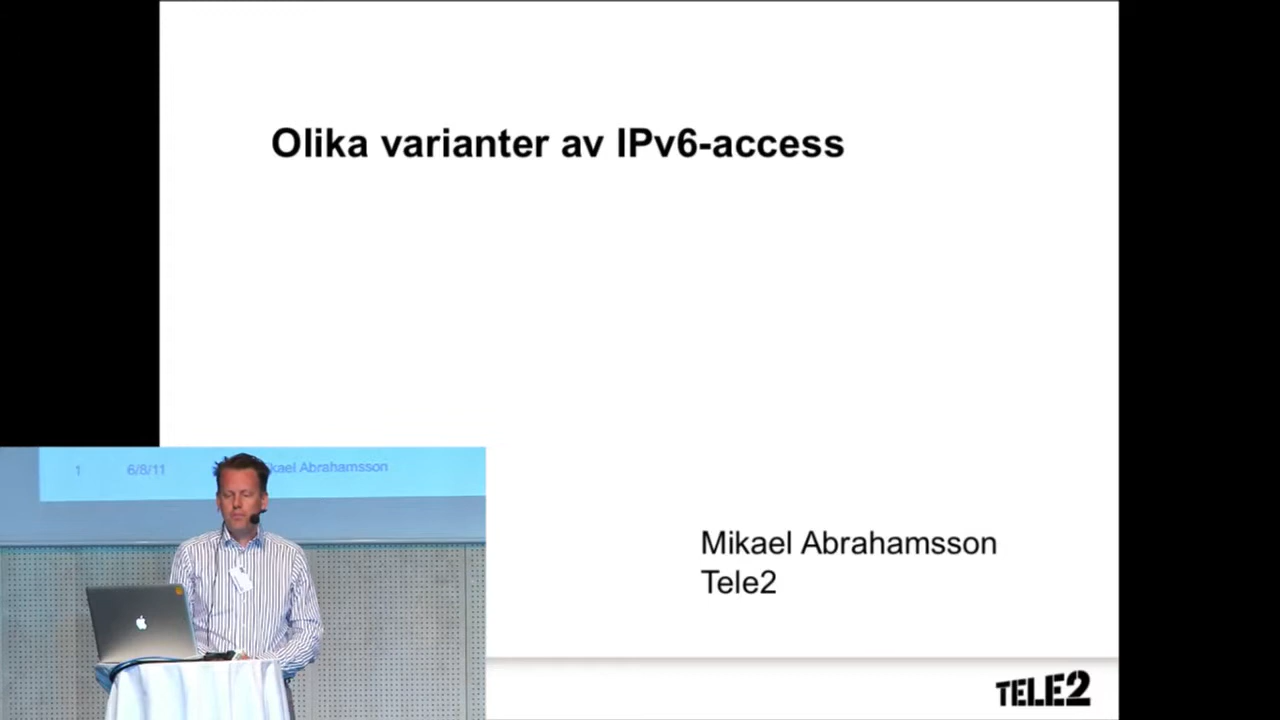 Olika varianter av IPv6-access
1 6/8/11 kael Abrahamsson
Mikael Abrahamsson
Tele2
TELE2